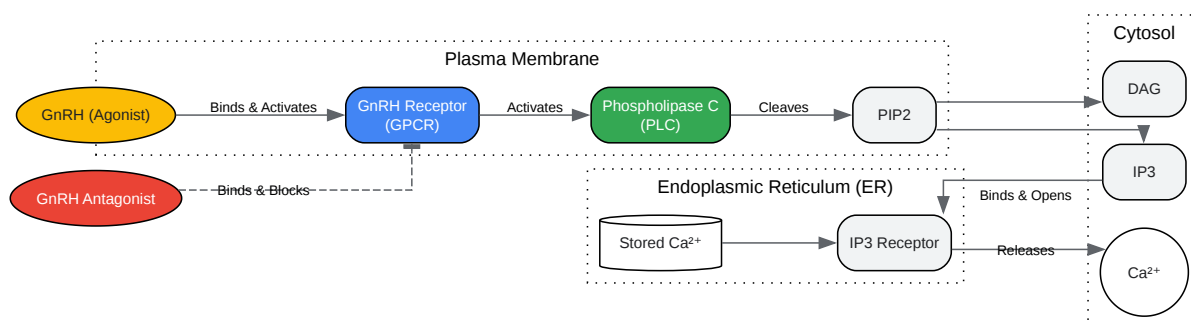 Plasma Membrane
Cytosol
GnRH (Agonist)
Binds & Activates
GnRH Receptor
(GPCR)
Activates
Phospholipase C
(PLC)
Cleaves
PIP2
DAG
IP3
GnRH Antagonist
Binds & Blocks
Endoplasmic Reticulum (ER)
Binds & Opens
Stored Ca²⁺
IP3 Receptor
Releases
Ca²⁺